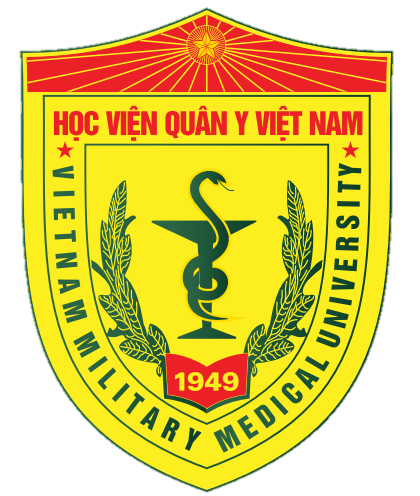 HỌC VIỆN QUÂN Y VIỆT NAM
VIETNAM MILITARY MEDICAL UNIVERSITY
1949